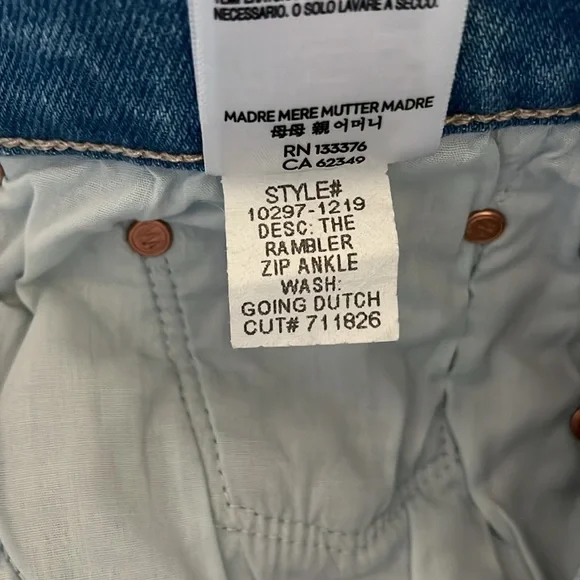 NECESSARIO. O SOLO LAVARE A SECCO.
MADRE MERE MUTTER MADRE
母母 親 어머니
RN 133376
CA 62349
STYLE#
10297-1219
DESC: THE
RAMBLER
ZIP ANKLE
WASH:
GOING DUTCH
CUT# 711826